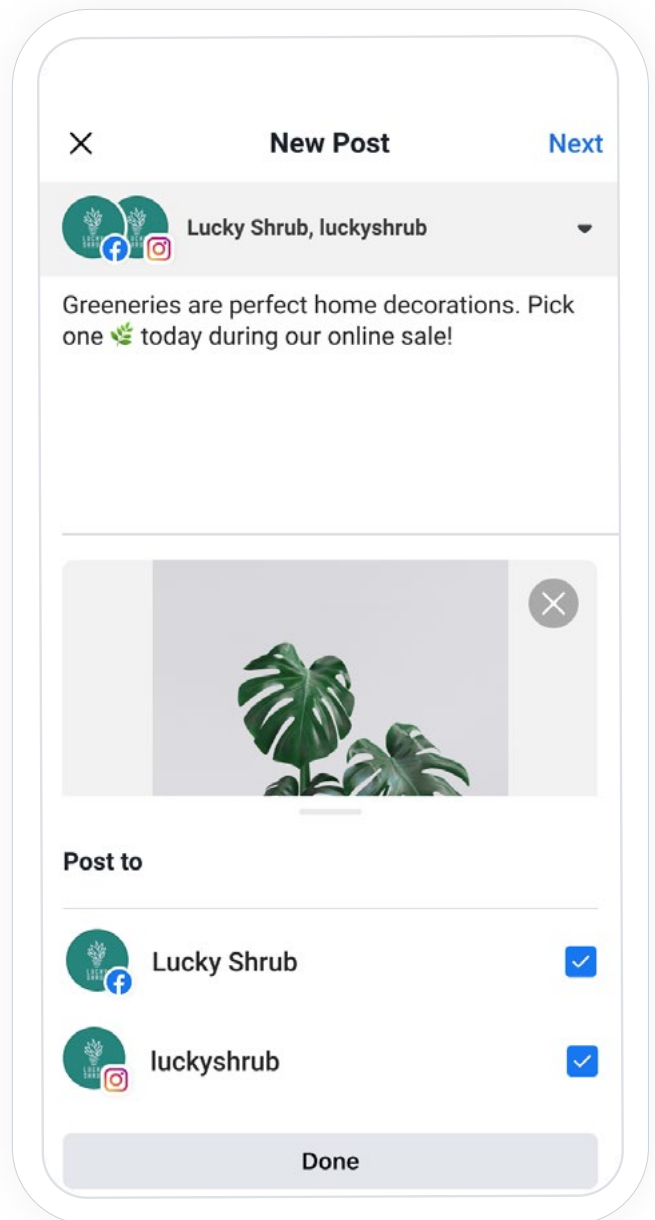 New Post
Next
Lucky Shrub, luckyshrub
Greeneries are perfect home decorations. Pick
one 🌿 today during our online sale!
Post to
Lucky Shrub
luckyshrub
Done